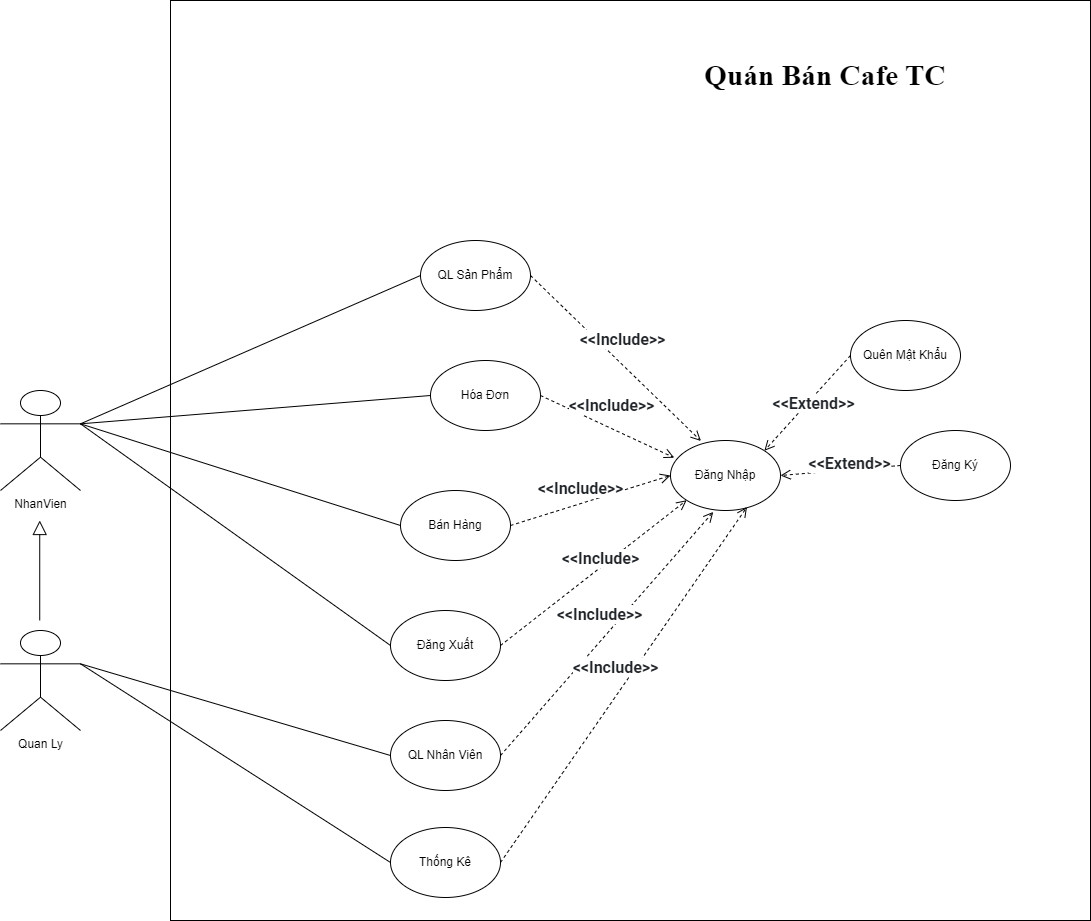 Quán Bán Cafe TC
QL Sản Phẩm
<<Include>>
Quên Mật Khẩu
Hóa Đơn
<<Include>>
<<Extend>>
Đăng Nhập
<<Extend>>
Đăng Ký
NhanVien
<<Include>>
Bán Hàng
<<Include>
<<Include>>
Đăng Xuất
<<Include>>
Quan Ly
QL Nhân Viên
Thống Kê